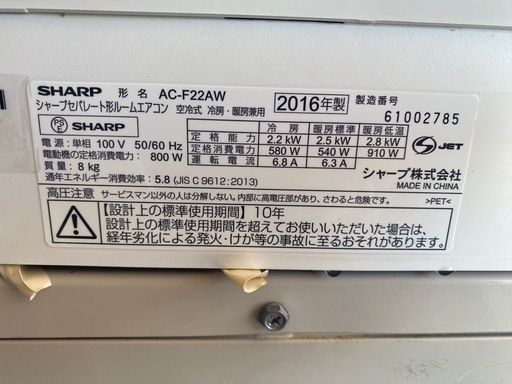 SHARP 形名 AC-F22AW
シャープセパレート形ルームエアコン 空冷式 冷房・暖房兼用 2016年製 製造番号 61002785
PS E SHARP
冷房 暖房標準 暖房低温
定格能力 2.2 kW 2.5 kW 2.8 kW
定格消費電力 580 W 540 W 910 W
運転電流 6.8 A 6.3 A
S JET
電源：単相 100 V 50/60 Hz
電動機の定格消費電力： 800 W
質量：8 kg
通年エネルギー消費効率：5.8 (JIS C 9612:2013)
シャープ株式会社
MADE IN CHINA
高圧注意 サービスマン以外の人は分解しない。内部に高電圧部があり、さわると危険です。 >PET<
【設計上の標準使用期間】10年
設計上の標準使用期間を超えてお使いいただいた場合は、
経年劣化による発火・けが等の事故に至るおそれがあります。